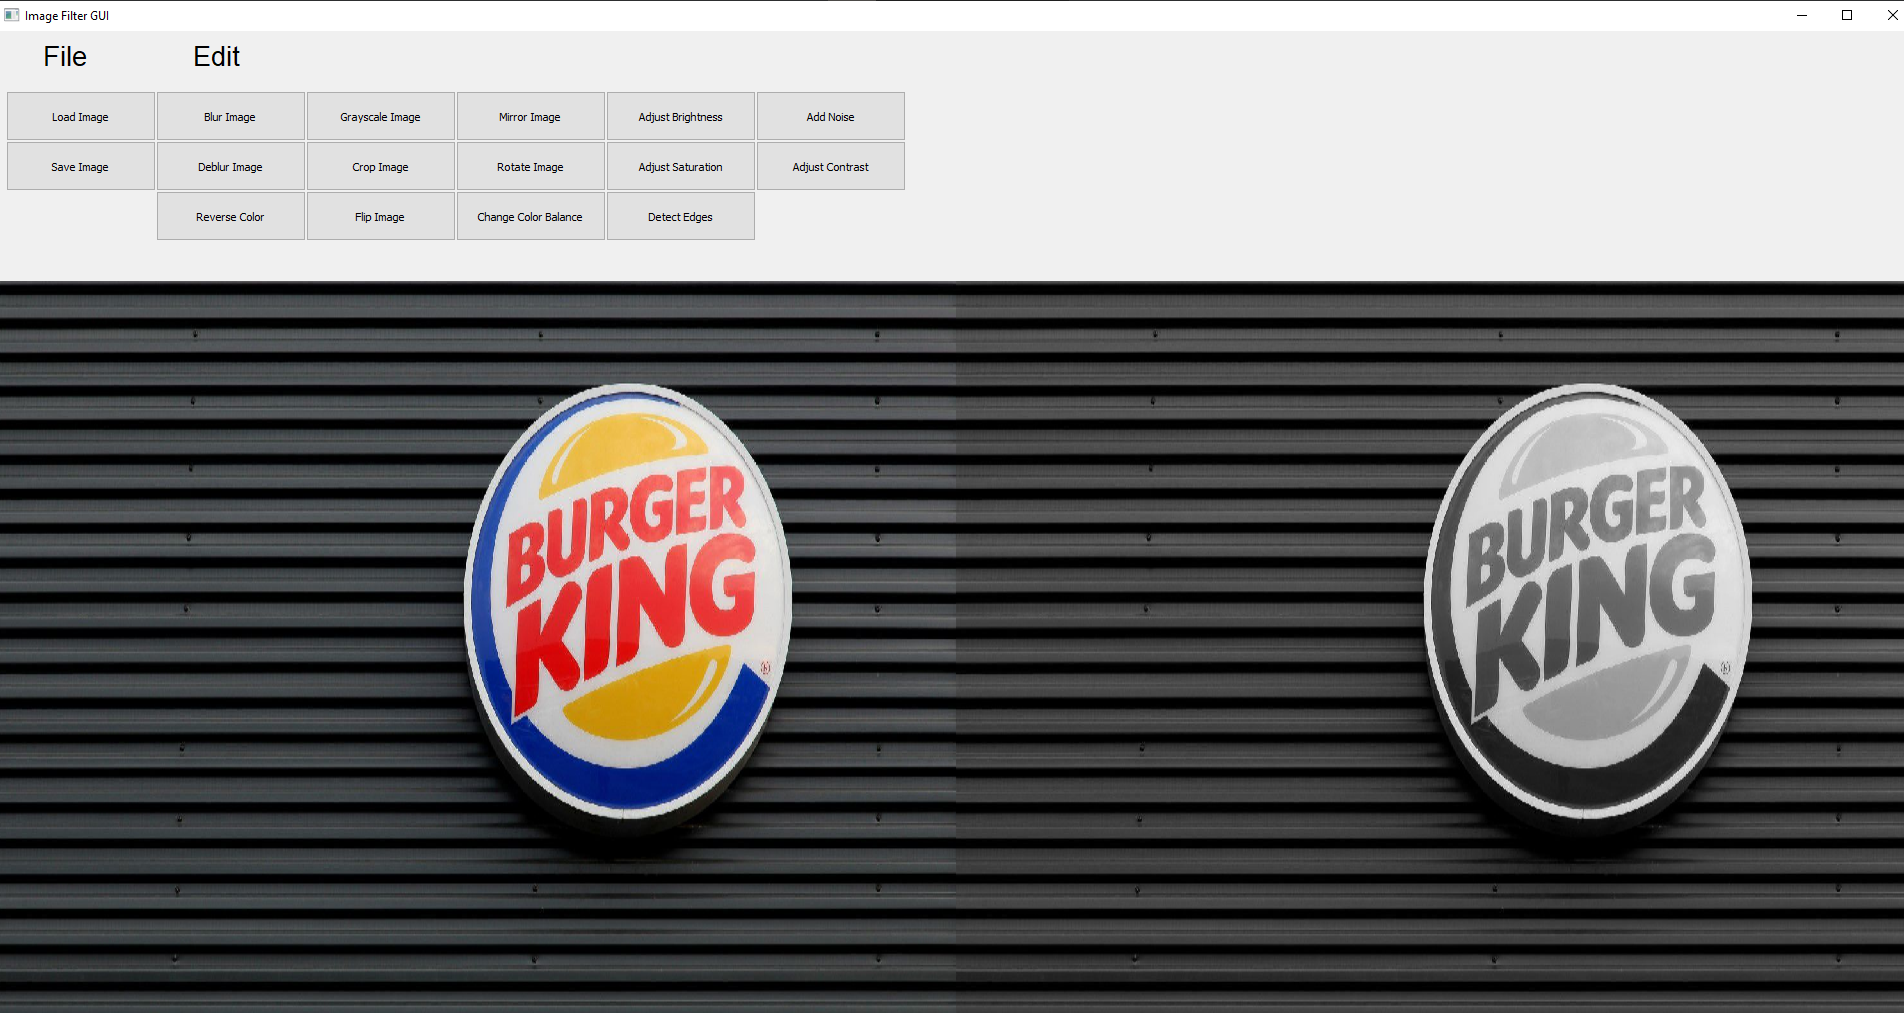 Image Filter GUI
File Edit
Load Image Blur Image Grayscale Image Mirror Image Adjust Brightness Add Noise
Save Image Deblur Image Crop Image Rotate Image Adjust Saturation Adjust Contrast
Reverse Color Flip Image Change Color Balance Detect Edges
BURGER
KING
®
BURGER
KING
®